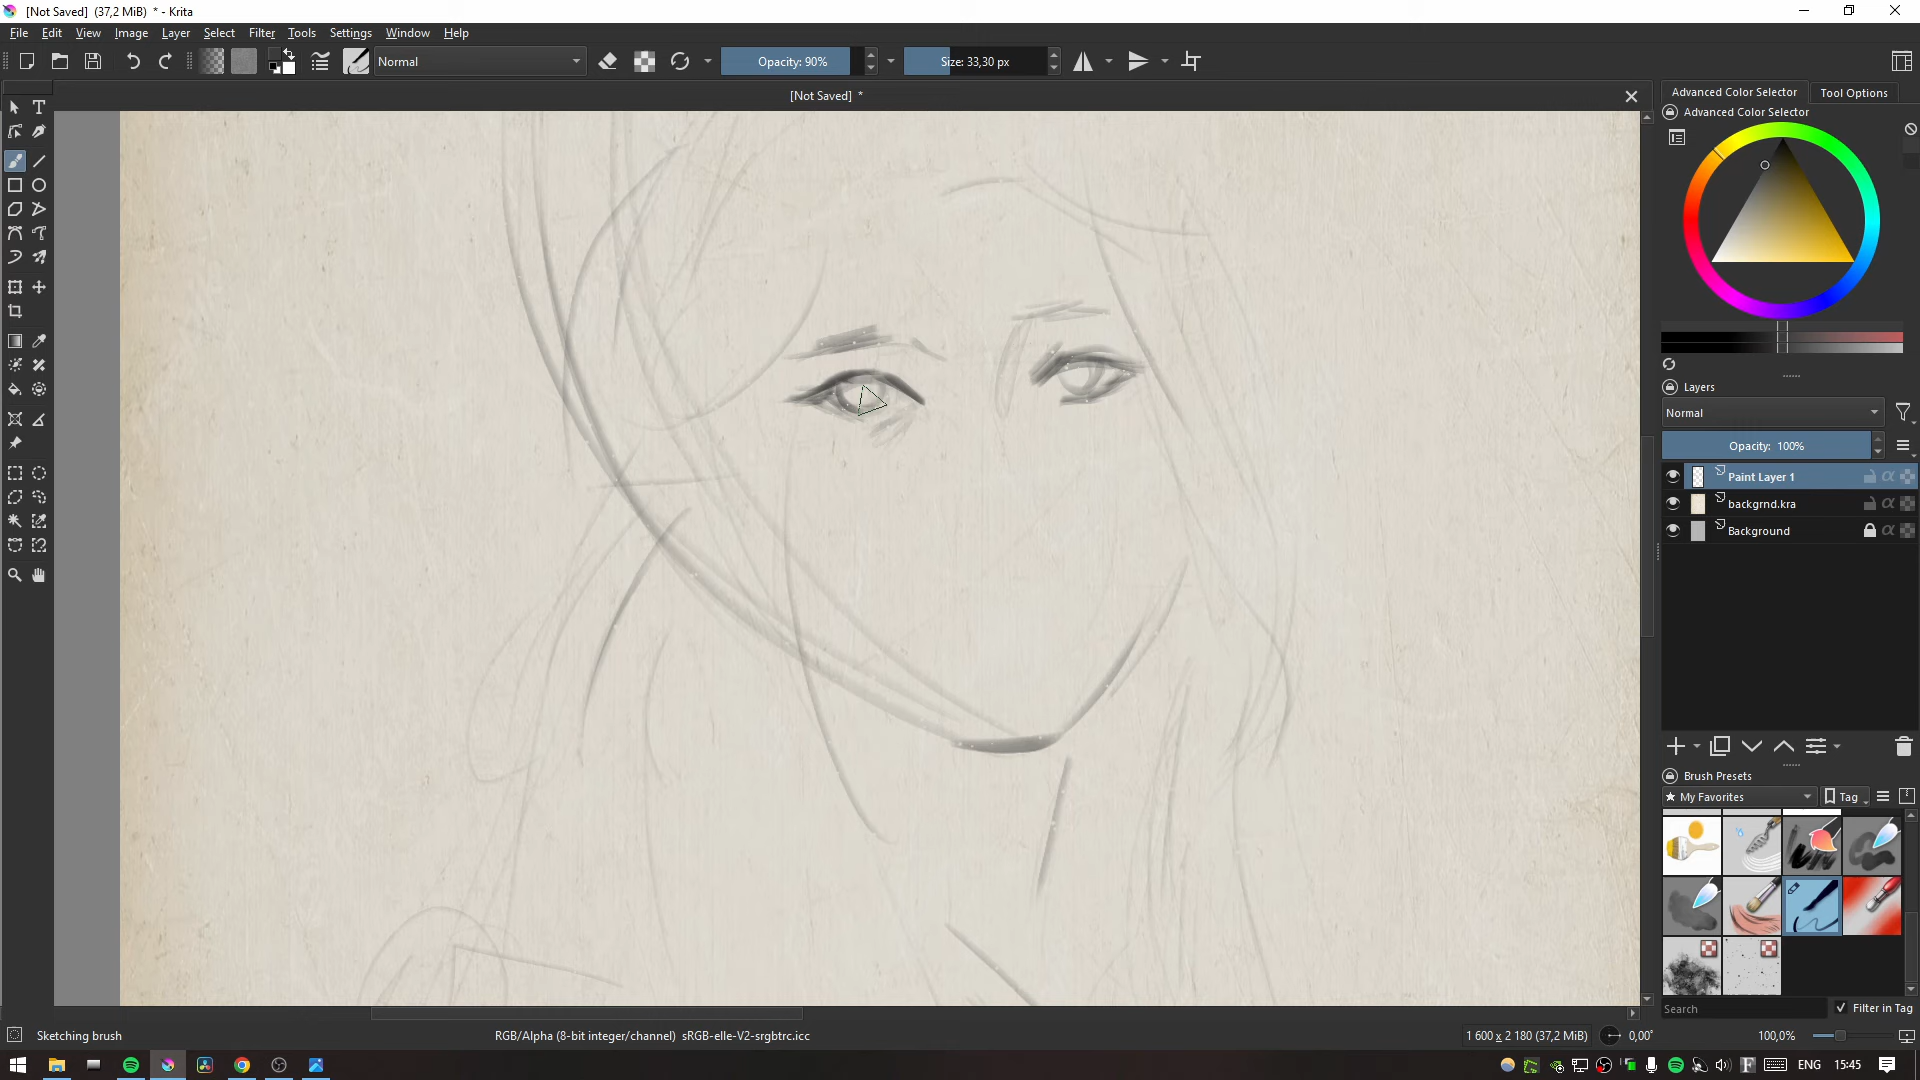 [Not Saved]  (37,2 MiB)  * - Krita
File Edit View Image Layer Select Filter Tools Settings Window Help
Normal
Opacity: 90%
Size: 33,30 px
[Not Saved]  *
Advanced Color Selector
Tool Options
Advanced Color Selector
Layers
Normal
Opacity:  100%
Paint Layer 1
backgrnd.kra
Background
Brush Presets
★ My Favorites
Tag
Search
Filter in Tag
Sketching brush
RGB/Alpha (8-bit integer/channel)  sRGB-elle-V2-srgbtrc.icc
1 600 x 2 180 (37,2 MiB)
0,00°
100,0%
ENG
15:45